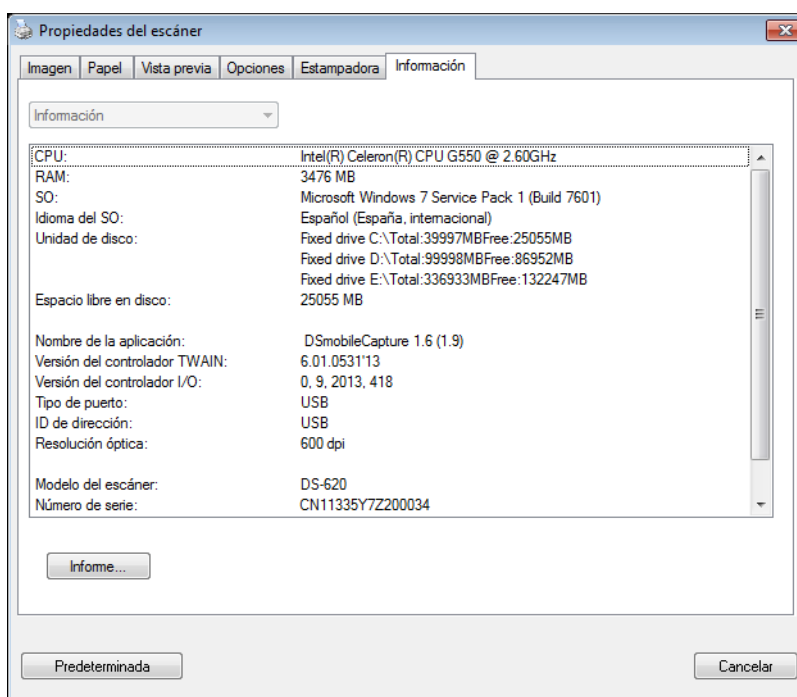 Propiedades del escáner
Imagen Papel Vista previa Opciones Estampadora Información
Información
CPU: Intel(R) Celeron(R) CPU G550 @ 2.60GHz
RAM: 3476 MB
SO: Microsoft Windows 7 Service Pack 1 (Build 7601)
Idioma del SO: Español (España, internacional)
Unidad de disco: Fixed drive C:\Total:39997MBFree:25055MB
Fixed drive D:\Total:99998MBFree:86952MB
Fixed drive E:\Total:336933MBFree:132247MB
Espacio libre en disco: 25055 MB
Nombre de la aplicación: DSmobileCapture 1.6 (1.9)
Versión del controlador TWAIN: 6.01.0531'13
Versión del controlador I/O: 0, 9, 2013, 418
Tipo de puerto: USB
ID de dirección: USB
Resolución óptica: 600 dpi
Modelo del escáner: DS-620
Número de serie: CN11335Y7Z200034
Informe...
Predeterminada Cancelar